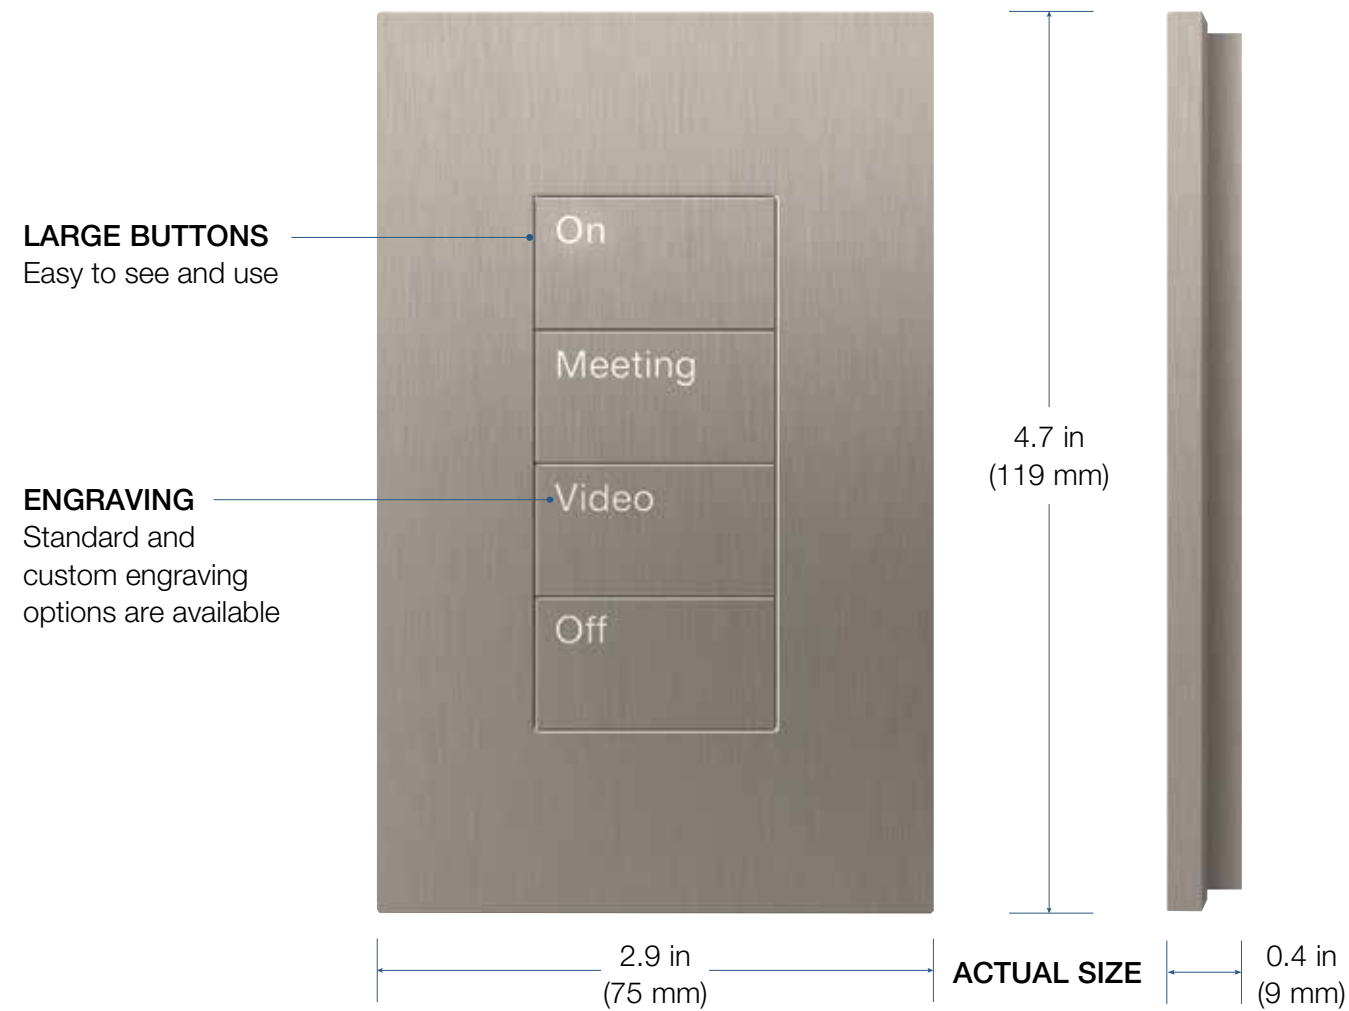 On
LARGE BUTTONS
Easy to see and use
Meeting
4.7 in
(119 mm)
ENGRAVING
Standard and
custom engraving
options are available
Video
Off
2.9 in
(75 mm)
ACTUAL SIZE
0.4 in
(9 mm)